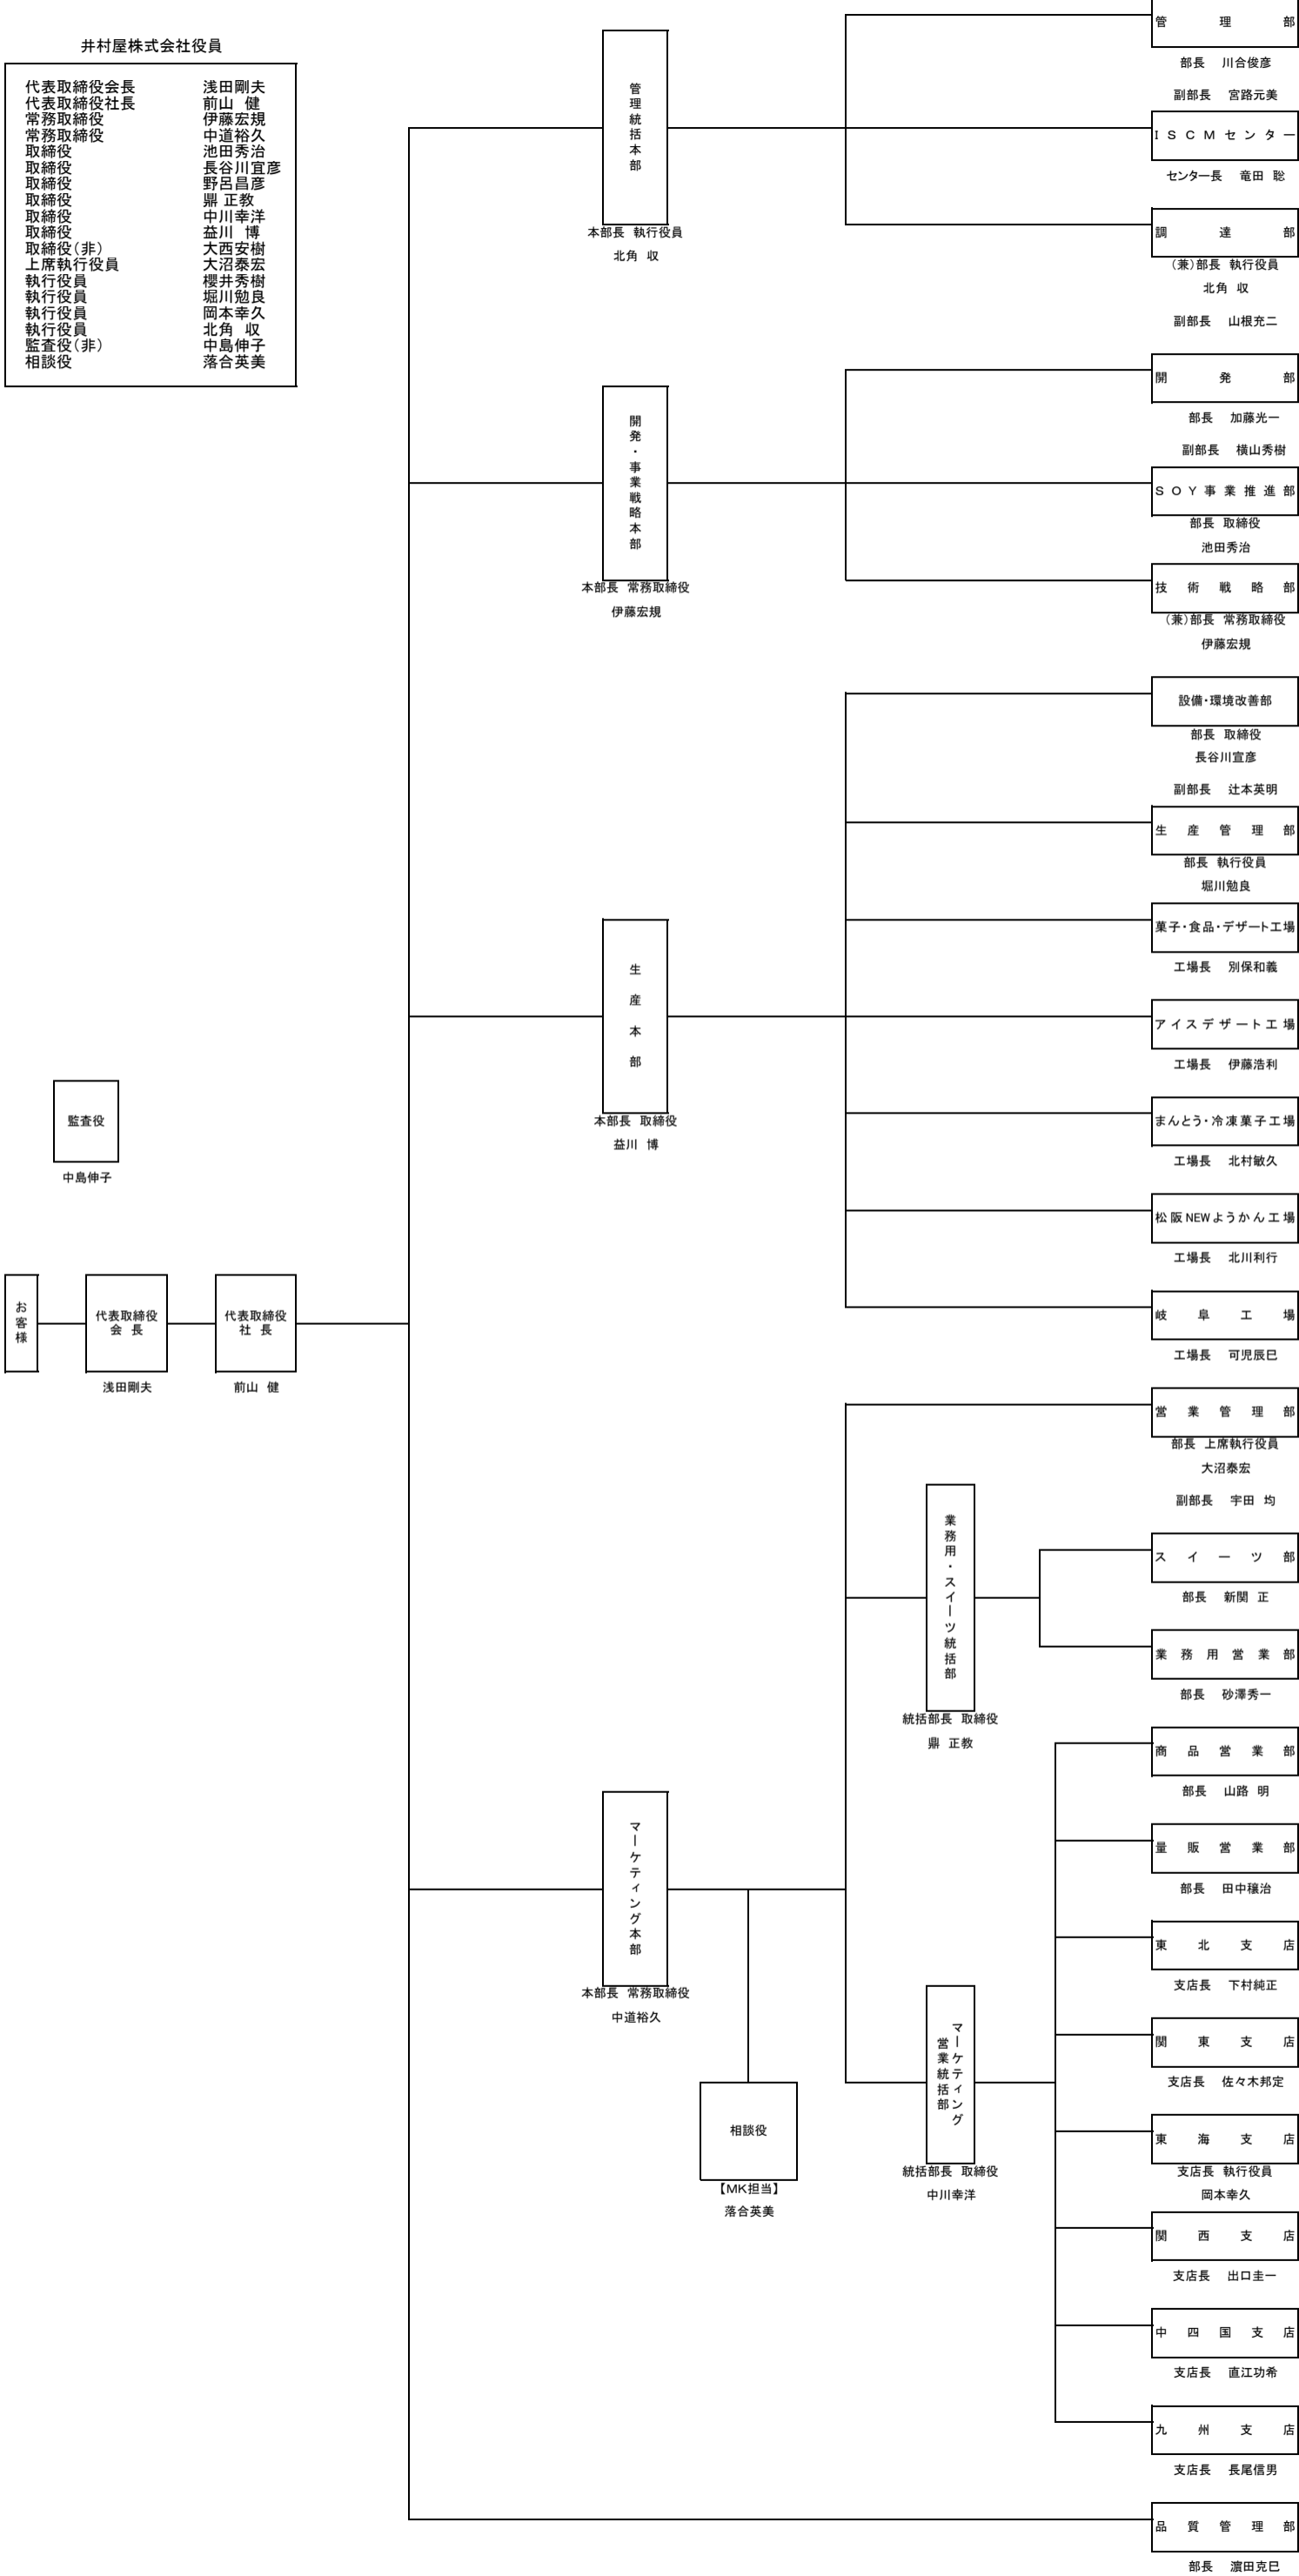 井村屋株式会社役員
代表取締役会長 浅田剛夫
代表取締役社長 前山 健
常務取締役 伊藤宏規
常務取締役 中道裕久
取締役 池田秀治
取締役 長谷川宜彦
取締役 野呂昌彦
取締役 鼎 正教
取締役 中川幸洋
取締役 益川 博
取締役(非) 大西安樹
上席執行役員 大沼泰宏
執行役員 櫻井秀樹
執行役員 堀川勉良
執行役員 岡本幸久
執行役員 北角 収
監査役(非) 中島伸子
相談役 落合英美
監査役
中島伸子
お客様
代表取締役
会 長
浅田剛夫
代表取締役
社 長
前山 健
管理統括本部
本部長 執行役員
北角 収
管理部
部長 川合俊彦
副部長 宮路元美
ISCMセンター
センター長 竜田 聡
調達部
(兼)部長 執行役員
北角 収
副部長 山根充二
開発・事業戦略本部
本部長 常務取締役
伊藤宏規
開発部
部長 加藤光一
副部長 横山秀樹
SOY事業推進部
部長 取締役
池田秀治
技術戦略部
(兼)部長 常務取締役
伊藤宏規
生産本部
本部長 取締役
益川 博
設備・環境改善部
部長 取締役
長谷川宣彦
副部長 辻本英明
生産管理部
部長 執行役員
堀川勉良
菓子・食品・デザート工場
工場長 別保和義
アイスデザート工場
工場長 伊藤浩利
まんとう・冷凍菓子工場
工場長 北村敏久
松阪NEWようかん工場
工場長 北川利行
岐阜工場
工場長 可児辰巳
マーケティング本部
本部長 常務取締役
中道裕久
相談役
【MK担当】
落合英美
営業管理部
部長 上席執行役員
大沼泰宏
副部長 宇田 均
業務用・スイーツ統括部
統括部長 取締役
鼎 正教
スイーツ部
部長 新関 正
業務用営業部
部長 砂澤秀一
マーケティング
営業統括部
統括部長 取締役
中川幸洋
商品営業部
部長 山路 明
量販営業部
部長 田中穣治
東北支店
支店長 下村純正
関東支店
支店長 佐々木邦定
東海支店
支店長 執行役員
岡本幸久
関西支店
支店長 出口圭一
中四国支店
支店長 直江功希
九州支店
支店長 長尾信男
品質管理部
部長 濵田克巳